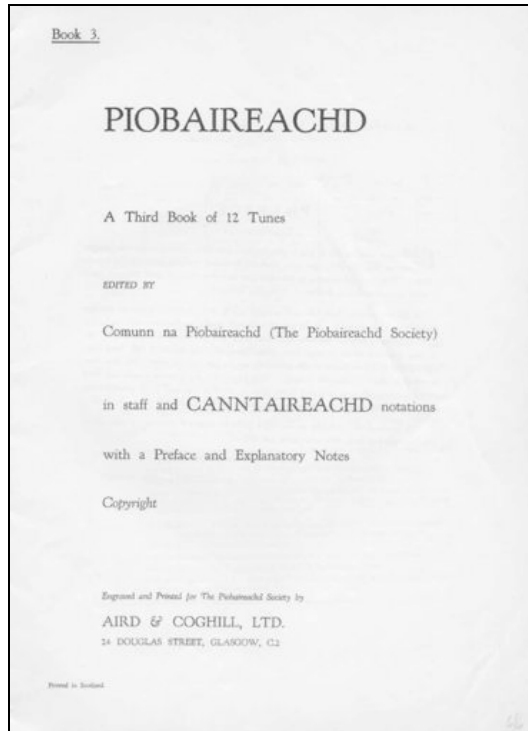 Book 3.
PIOBAIREACHD
A Third Book of 12 Tunes
EDITED BY
Comunn na Piobaireachd (The Piobaireachd Society)
in staff and CANNTAIREACHD notations
with a Preface and Explanatory Notes
Copyright
Engraved and Printed for The Piobaireachd Society by
AIRD & COGHILL, LTD.
24 DOUGLAS STREET, GLASGOW, C.2
Printed in Scotland.